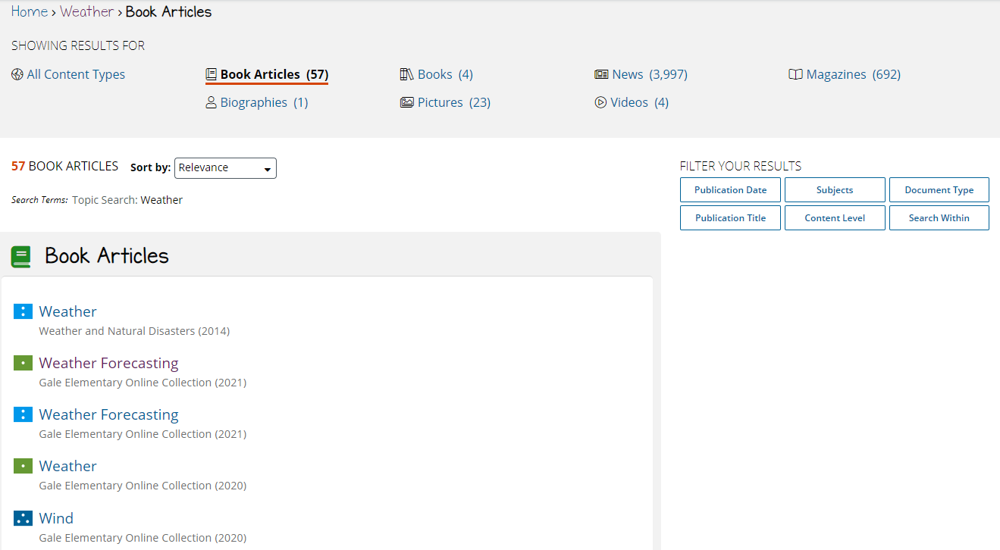 Home › Weather › Book Articles
SHOWING RESULTS FOR
All Content Types
Book Articles (57)
Books (4)
News (3,997)
Magazines (692)
Biographies (1)
Pictures (23)
Videos (4)
57 BOOK ARTICLES Sort by: Relevance
Search Terms: Topic Search: Weather
FILTER YOUR RESULTS
Publication Date
Subjects
Document Type
Publication Title
Content Level
Search Within
Book Articles
Weather
Weather and Natural Disasters (2014)
Weather Forecasting
Gale Elementary Online Collection (2021)
Weather Forecasting
Gale Elementary Online Collection (2021)
Weather
Gale Elementary Online Collection (2020)
Wind
Gale Elementary Online Collection (2020)